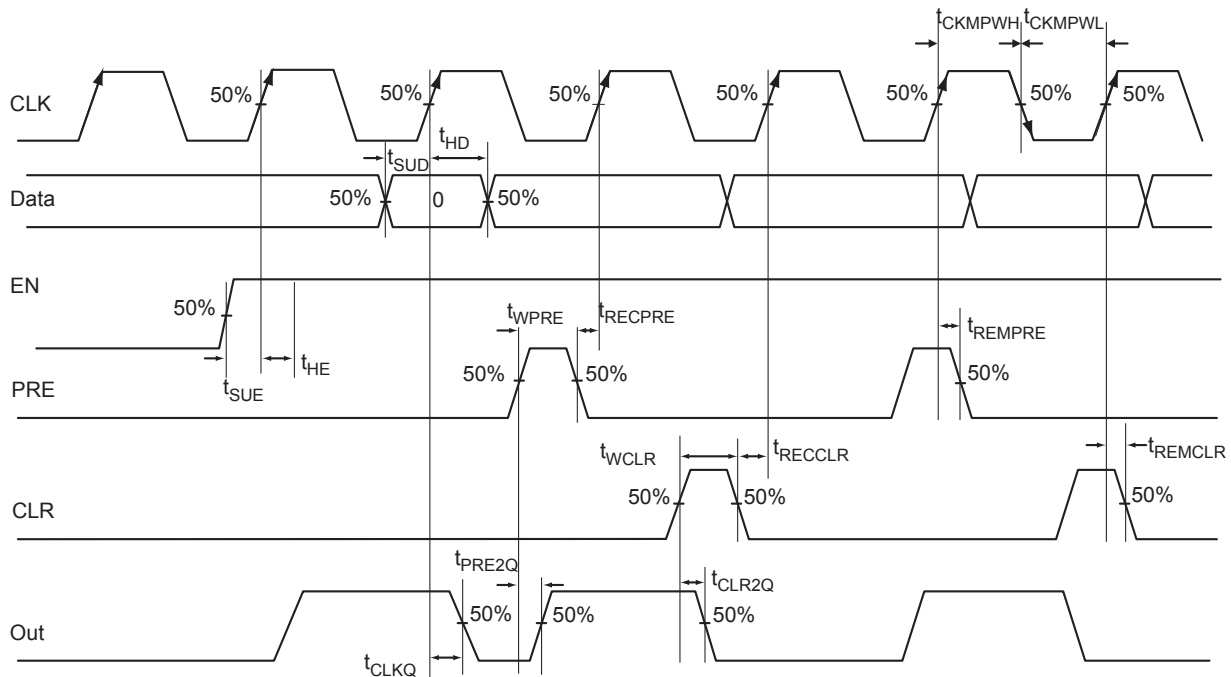 tCKMPWH tCKMPWL
CLK
50%
50%
50%
50%
50%
50%
50%
tSUD
tHD
Data
50%
0
50%
EN
50%
tSUE
tHE
tWPRE
tRECPRE
tREMPRE
PRE
50%
50%
50%
tWCLR
tRECCLR
tREMCLR
CLR
50%
50%
50%
tPRE2Q
tCLR2Q
Out
50%
50%
50%
tCLKQ